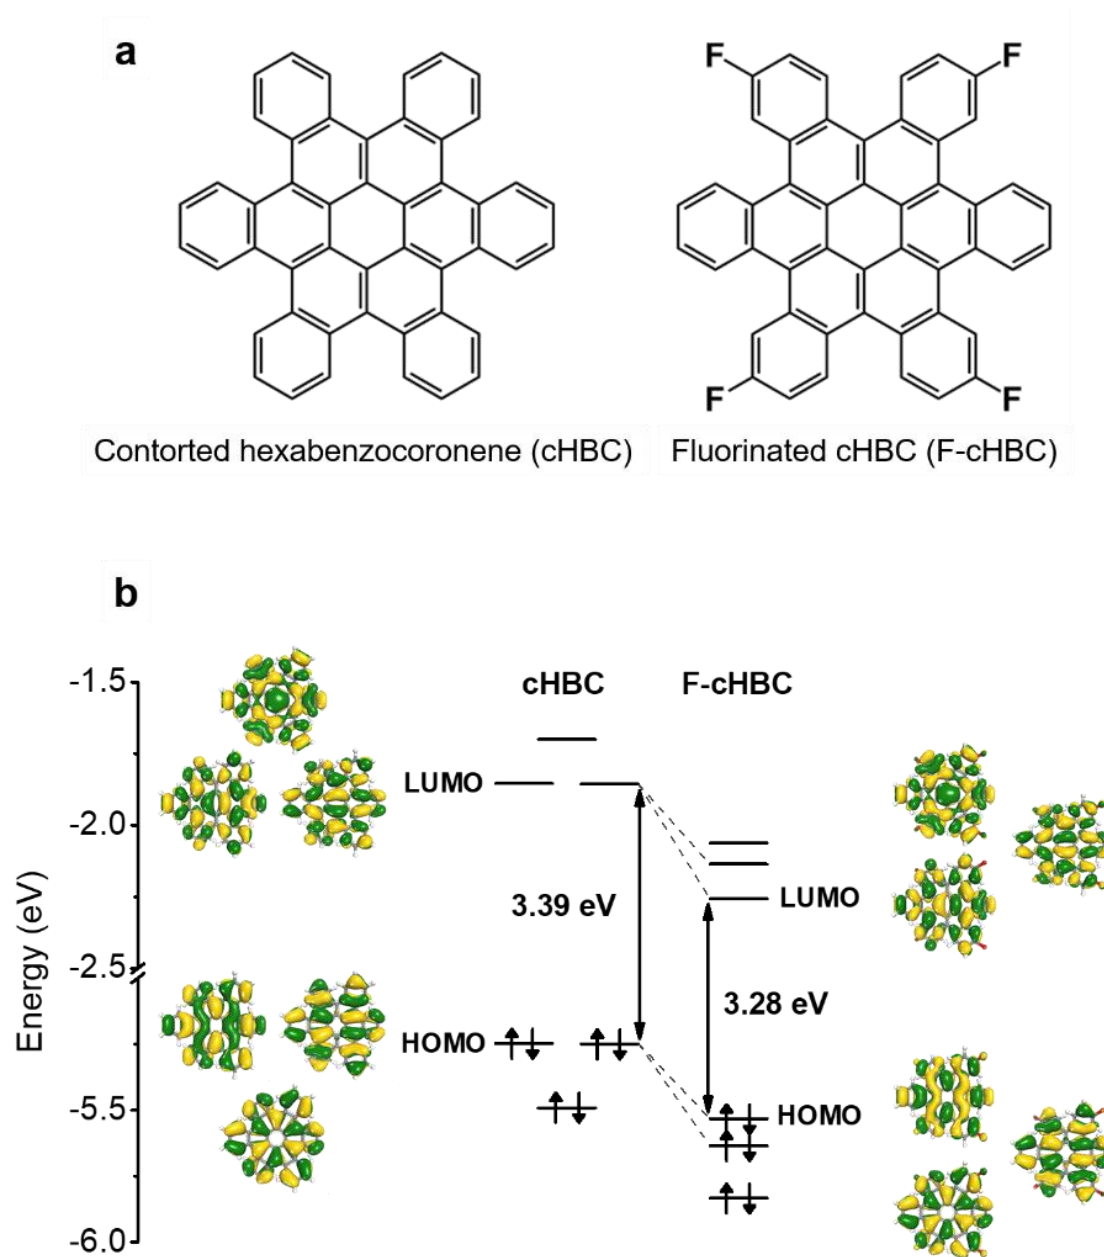 a
F F
F F
Contorted hexabenzocoronene (cHBC) Fluorinated cHBC (F-cHBC)
b
-1.5
cHBC F-cHBC
LUMO
-2.0
3.39 eV
LUMO
Energy (eV)
-2.5
3.28 eV
HOMO
-5.5
HOMO
-6.0